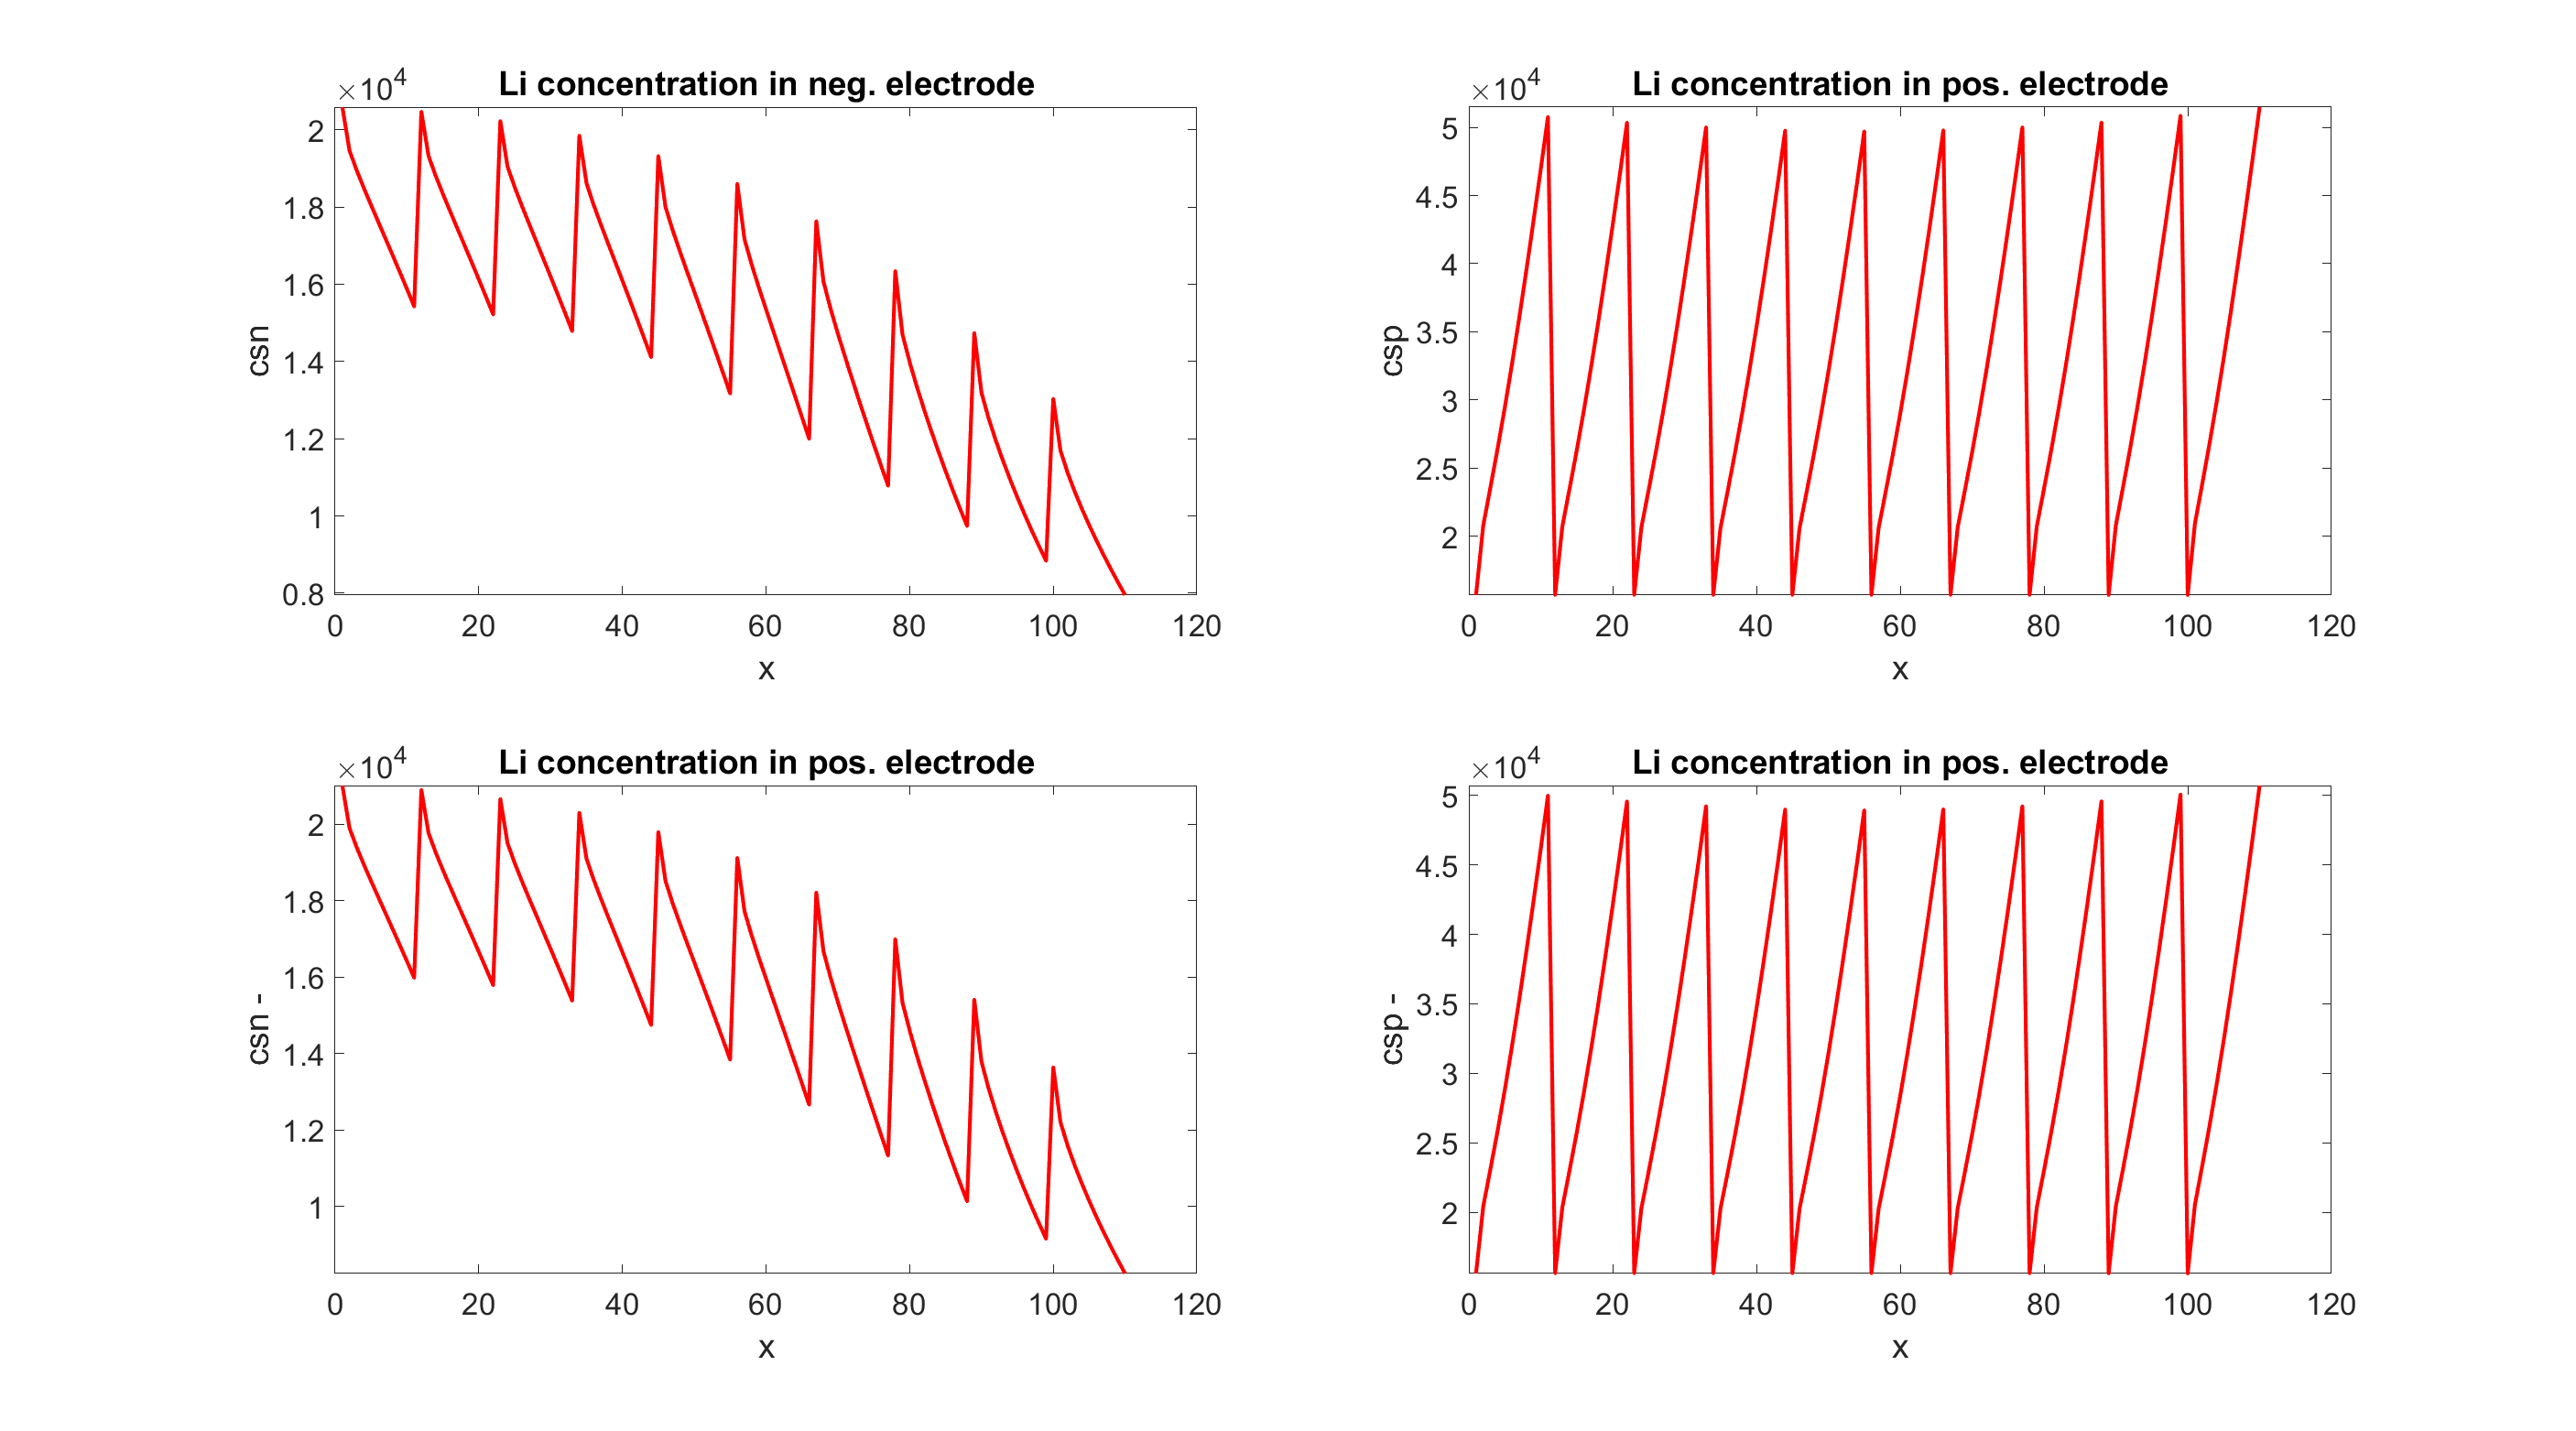 Li concentration in neg. electrode
×10^4
2
1.8
1.6
1.4
1.2
1
0.8
csn
0 20 40 60 80 100 120
x
Li concentration in pos. electrode
×10^4
5
4.5
4
3.5
3
2.5
2
csp
0 20 40 60 80 100 120
x
Li concentration in pos. electrode
×10^4
2
1.8
1.6
1.4
1.2
1
csn -
0 20 40 60 80 100 120
x
Li concentration in pos. electrode
×10^4
5
4.5
4
3.5
3
2.5
2
csp -
0 20 40 60 80 100 120
x